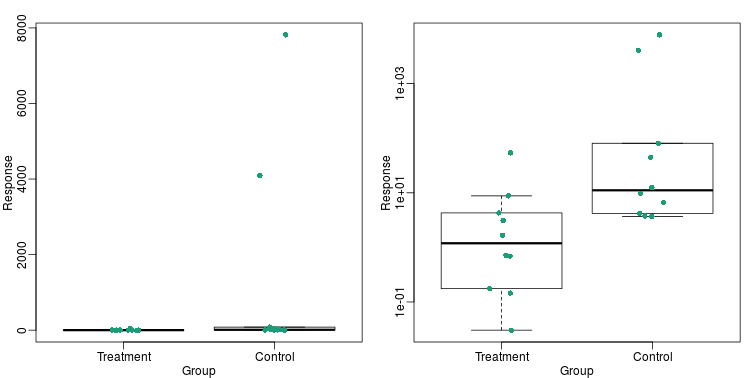 8000
6000
4000
2000
0
Response
Treatment
Control
Group
1e+03
1e+01
1e-01
Response
Treatment
Control
Group